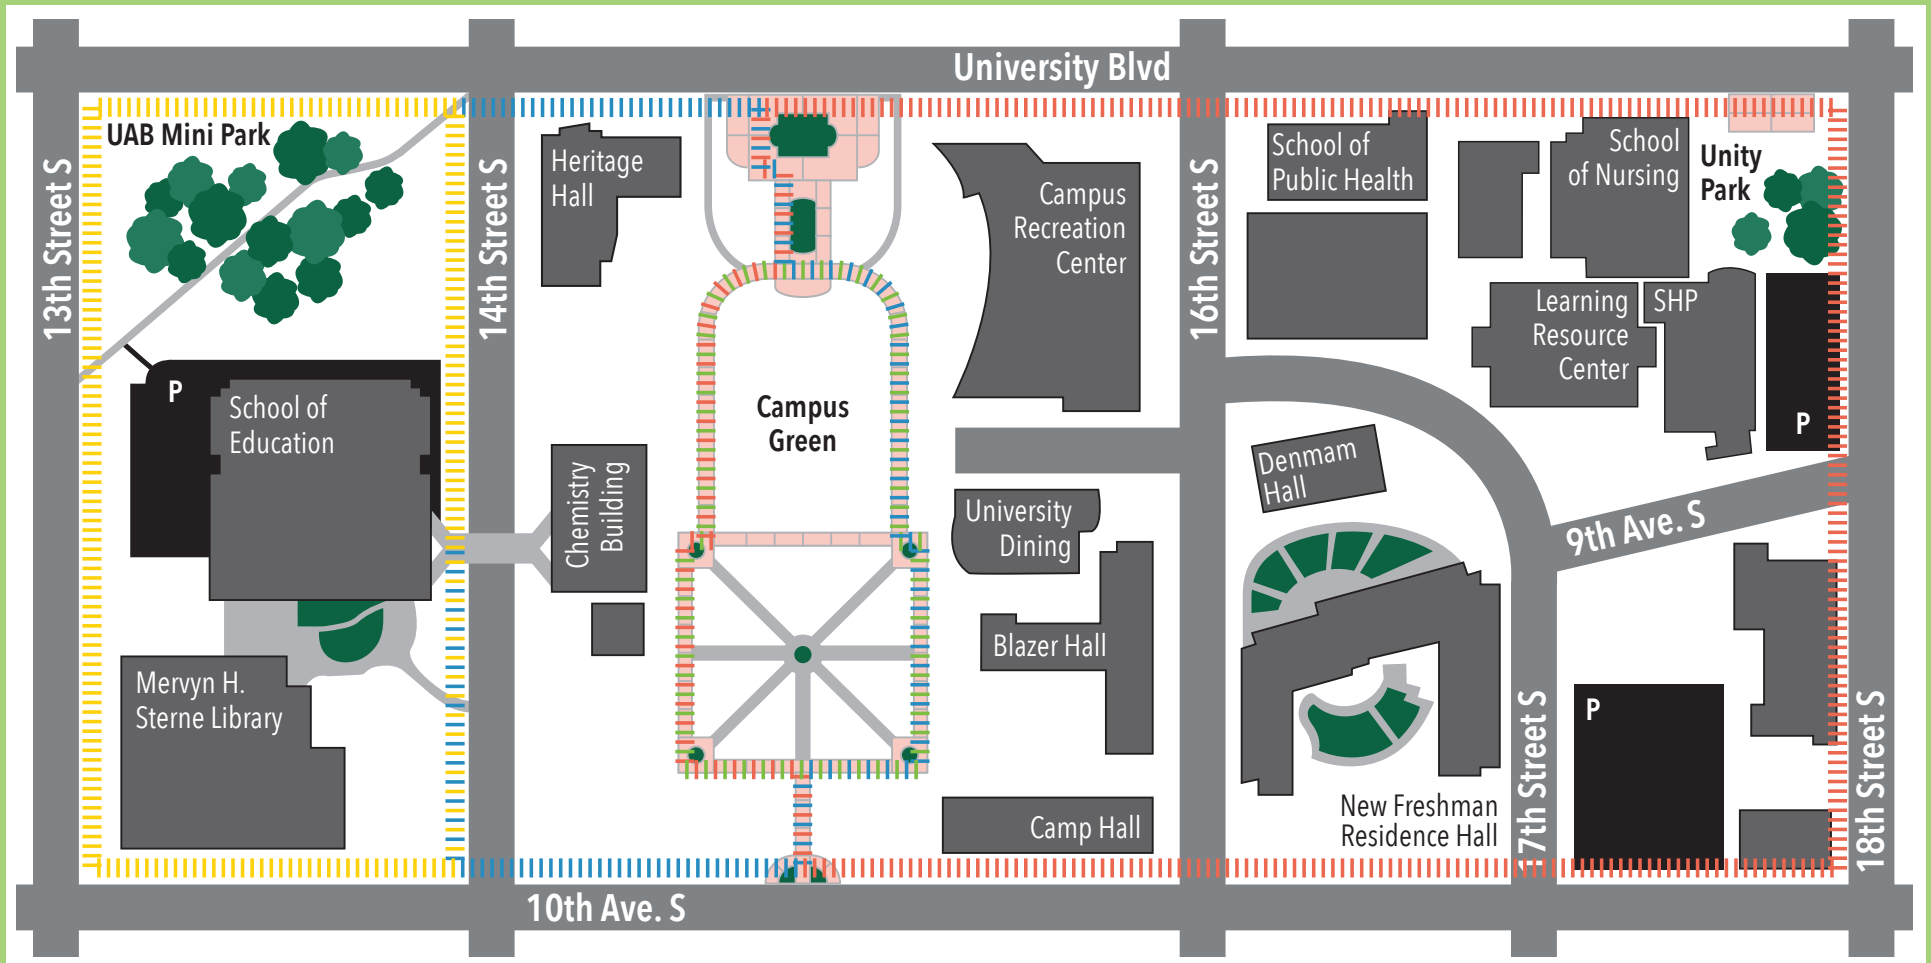 University Blvd
UAB Mini Park
13th Street S
14th Street S
Heritage
Hall
Campus
Recreation
Center
16th Street S
School of
Public Health
School
of Nursing
Unity
Park
Learning
Resource
Center
SHP
P
P
School of
Education
Campus
Green
Chemistry
Building
University
Dining
Denmam
Hall
9th Ave. S
Blazer Hall
Mervyn H.
Sterne Library
P
17th Street S
18th Street S
New Freshman
Residence Hall
Camp Hall
10th Ave. S